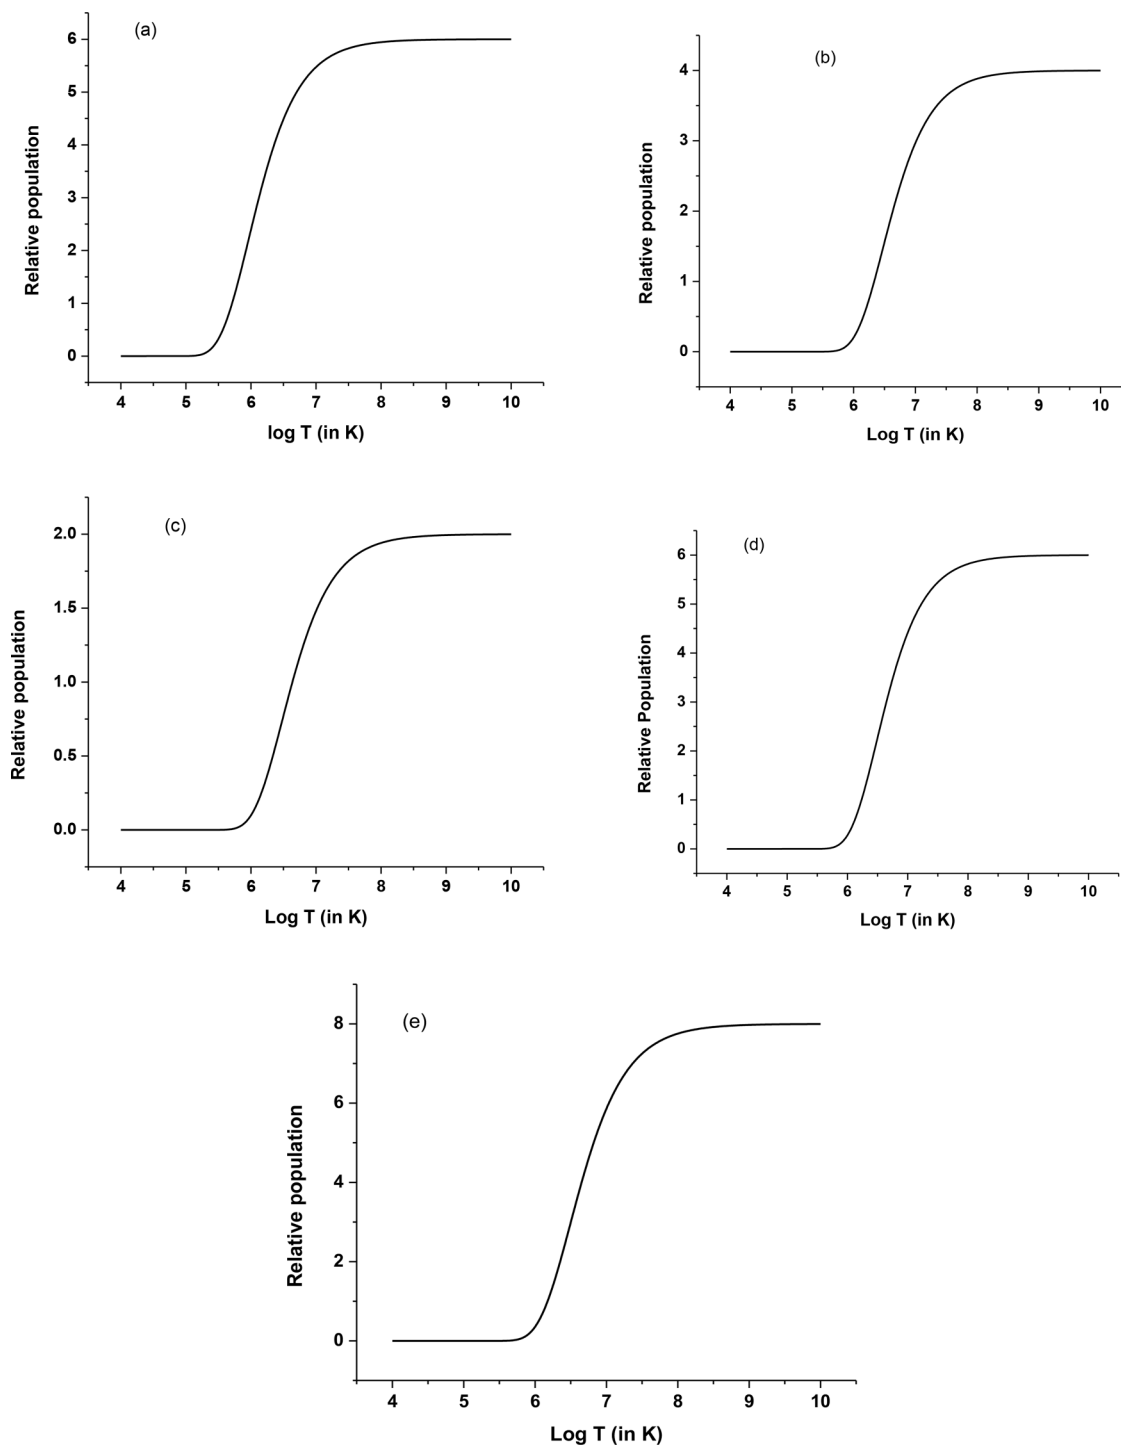 (a)
6
5
4
3
2
1
0
Relative population
4 5 6 7 8 9 10
log T (in K)
(b)
4
3
2
1
0
Relative population
4 5 6 7 8 9 10
Log T (in K)
(c)
2.0
1.5
1.0
0.5
0.0
Relative population
4 5 6 7 8 9 10
Log T (in K)
(d)
6
5
4
3
2
1
0
Relative Population
4 5 6 7 8 9 10
Log T (in K)
(e)
8
6
4
2
0
Relative population
4 5 6 7 8 9 10
Log T (in K)